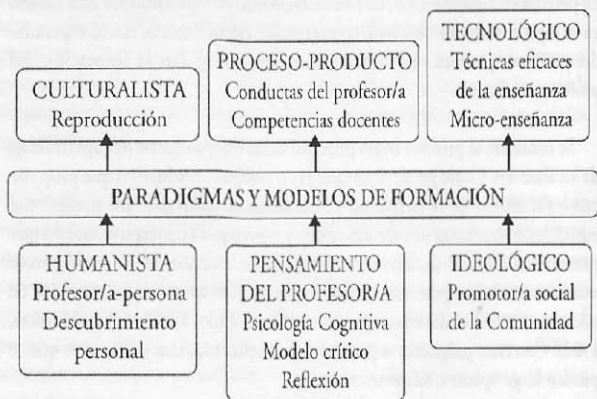 CULTURALISTA
Reproducción
PROCESO-PRODUCTO
Conductas del profesor/a
Competencias docentes
TECNOLÓGICO
Técnicas eficaces
de la enseñanza
Micro-enseñanza
PARADIGMAS Y MODELOS DE FORMACIÓN
HUMANISTA
Profesor/a-persona
Descubrimiento
personal
PENSAMIENTO
DEL PROFESOR/A
Psicología Cognitiva
Modelo crítico
Reflexión
IDEOLÓGICO
Promotor/a social
de la Comunidad